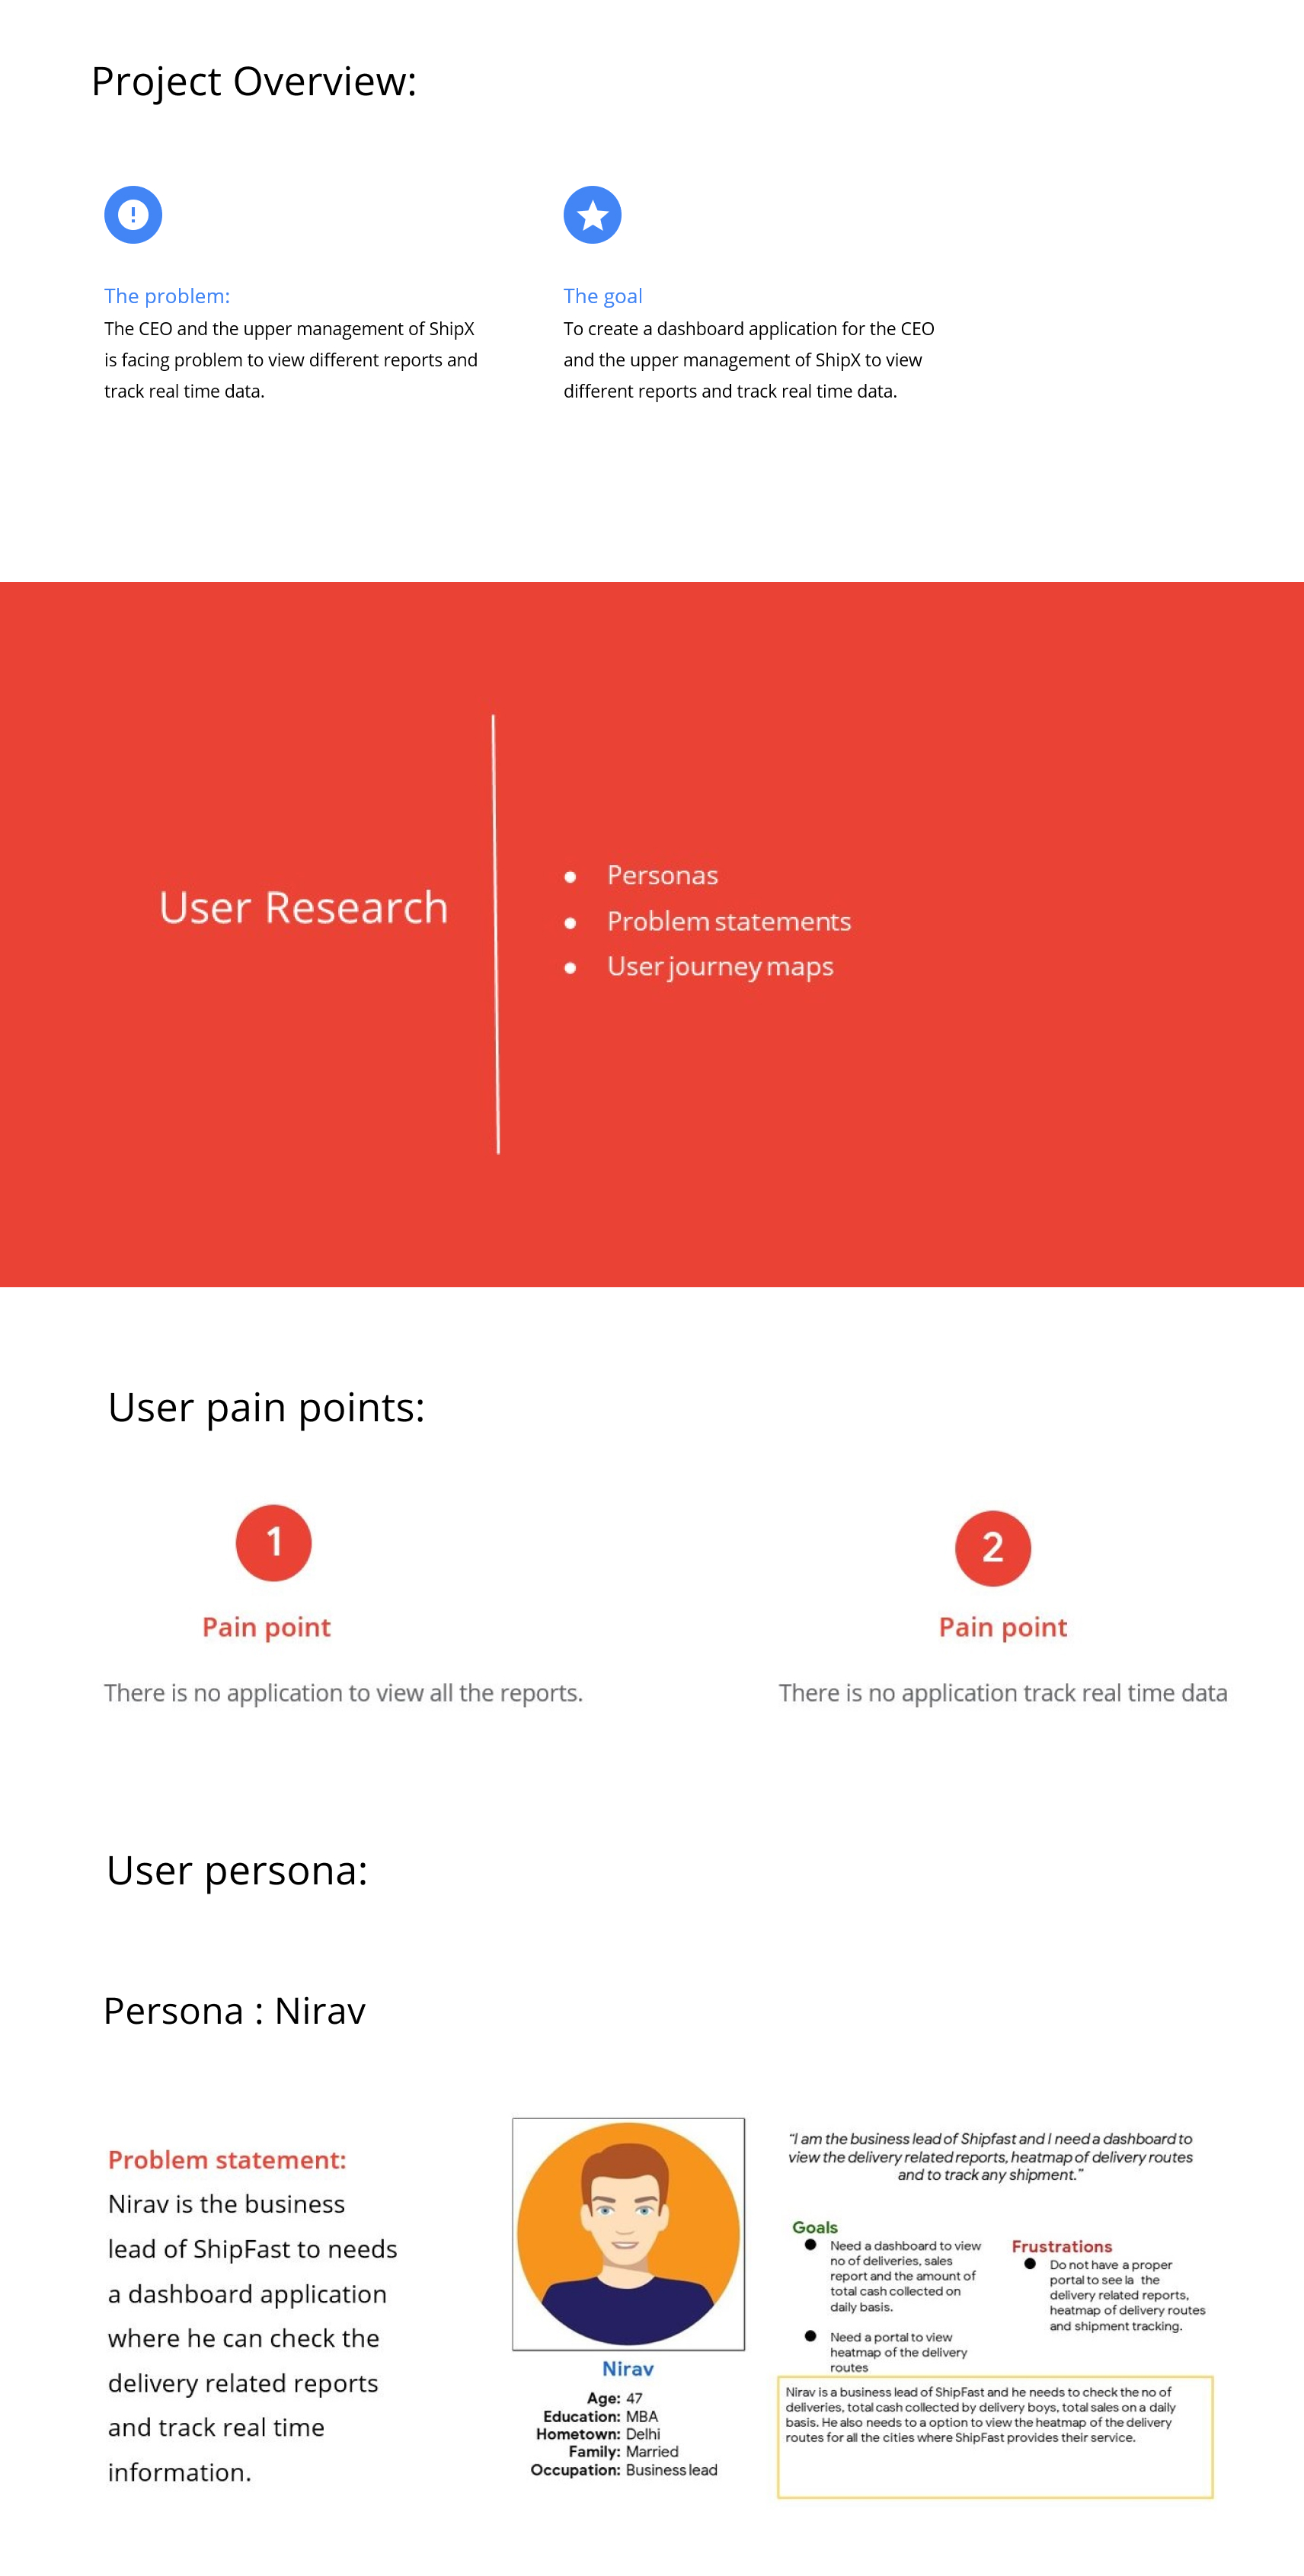 Project Overview:
!
The problem:
The CEO and the upper management of ShipX
is facing problem to view different reports and
track real time data.
The goal
To create a dashboard application for the CEO
and the upper management of ShipX to view
different reports and track real time data.
User Research
● Personas
● Problem statements
● User journey maps
User pain points:
1
Pain point
There is no application to view all the reports.
2
Pain point
There is no application track real time data
User persona:
Persona : Nirav
Problem statement:
Nirav is the business
lead of ShipFast to needs
a dashboard application
where he can check the
delivery related reports
and track real time
information.
Nirav
Age: 47
Education: MBA
Hometown: Delhi
Family: Married
Occupation: Business lead
“I am the business lead of Shipfast and I need a dashboard to
view the delivery related reports, heatmap of delivery routes
and to track any shipment.”
Goals
● Need a dashboard to view
no of deliveries, sales
report and the amount of
total cash collected on
daily basis.
● Need a portal to view
heatmap of the delivery
routes
Frustrations
● Do not have a proper
portal to see la the
delivery related reports,
heatmap of delivery routes
and shipment tracking.
Nirav is a business lead of ShipFast and he needs to check the no of
deliveries, total cash collected by delivery boys, total sales on a daily
basis. He also needs to a option to view the heatmap of the delivery
routes for all the cities where ShipFast provides their service.